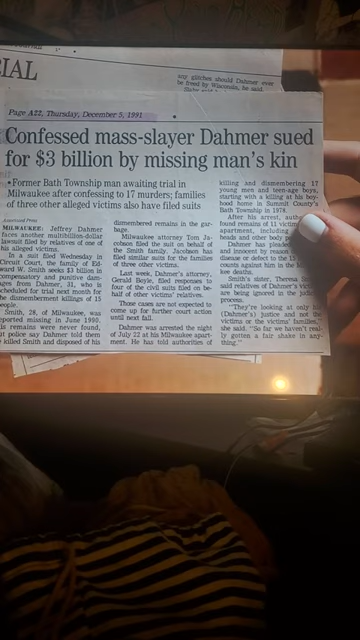 CIAL
any glitches should Dahmer ever
be freed by Wisconsin, he said.
Page A22, Thursday, December 5, 1991
Confessed mass-slayer Dahmer sued
for $3 billion by missing man's kin
• Former Bath Township man awaiting trial in
Milwaukee after confessing to 17 murders; families
of three other alleged victims also have filed suits
Associated Press
MILWAUKEE: Jeffrey Dahmer
faces another multibillion-dollar
lawsuit filed by relatives of one of
his alleged victims.
In a suit filed Wednesday in
Circuit Court, the family of Ed-
ward W. Smith seeks $3 billion in
compensatory and punitive dam-
ages from Dahmer, 31, who is
scheduled for trial next month for
the dismemberment killings of 15
people.
Smith, 28, of Milwaukee, was
reported missing in June 1990.
is remains were never found,
t police say Dahmer told them
killed Smith and disposed of his
dismembered remains in the gar-
bage.
Milwaukee attorney Tom Ja-
cobson filed the suit on behalf of
the Smith family. Jacobson has
filed similar suits for the families
of three other victims.
Last week, Dahmer's attorney,
Gerald Boyle, filed responses to
four of the civil suits filed on be-
half of other victims' relatives.
Those cases are not expected to
come up for further court action
until next fall.
Dahmer was arrested the night
of July 22 at his Milwaukee apart-
ment. He has told authorities of
killing and dismembering 17
young men and teen-age boys,
starting with a killing at his boy-
hood home in Summit County's
Bath Township in 1978.
After his arrest,
found remains of 11 victims
apartment, including
heads and other body
Dahmer has pleaded
and innocent by reason
disease or defect to the 15
counts against him in the
kee deaths.
Smith's sister, Theresa
said relatives of Dahmer's
are being ignored in the
process.
"They're looking at only his
(Dahmer's) justice and not the
victims or the victims' families,"
she said. "So far we haven't real-
ly gotten a fair shake in any-
thing."